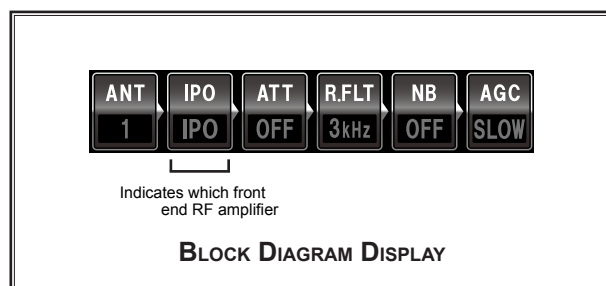 ANT IPO ATT R.FLT NB AGC
1 IPO OFF 3kHz OFF SLOW
Indicates which front
end RF amplifier
BLOCK DIAGRAM DISPLAY